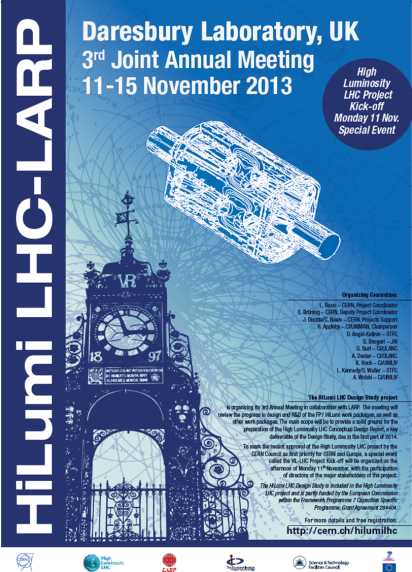 HiLumi LHC-LARP
Daresbury Laboratory, UK
3rd Joint Annual Meeting
11-15 November 2013
High
Luminosity
LHC Project
Kick-off
Monday 11 Nov.
Special Event
VR
18 97
Organizing Committee
L. Rossi – CERN, Project Coordinator
O. Brüning – CERN, Deputy Project Coordinator
J. Double/C. Noels – CERN, Projects Support
R. Appleby – CI/UNIMAN, Chairperson
D. Angal-Kalinin – STFC
S. Boogert – JAI
G. Burt – CI/ULANC
A. Dexter – CI/ULANC
K. Hock – CI/UNILIV
L. Kennedy/S. Waller – STFC
A. Wolski – CI/UNILIV
The HiLumi LHC Design Study project
is organizing its 3rd Annual Meeting in collaboration with LARP. The meeting will
review the progress in design and R&D of the FP7 HiLumi work packages, as well as
other work packages. The main scope will be to provide a solid ground for the
preparation of the High Luminosity LHC Conceptual Design Report, a key
deliverable of the Design Study, due in the first part of 2014.
To mark the recent approval of the High Luminosity LHC project by the
CERN Council as first priority for CERN and Europe, a special event
called the HL-LHC Project Kick-off will be organized on the
afternoon of Monday 11th November, with the participation
of directors of the major stakeholders of the project.
The HiLumi LHC Design Study is included in the High Luminosity
LHC project and is partly funded by the European Commission
within the Framework Programme 7 Capacities Specific
Programme, Grant Agreement 284404.
For more details and free registration:
http://cern.ch/hilumilhc
CERN
High
Luminosity
LHC
LARP
Science & Technology
Facilities Council